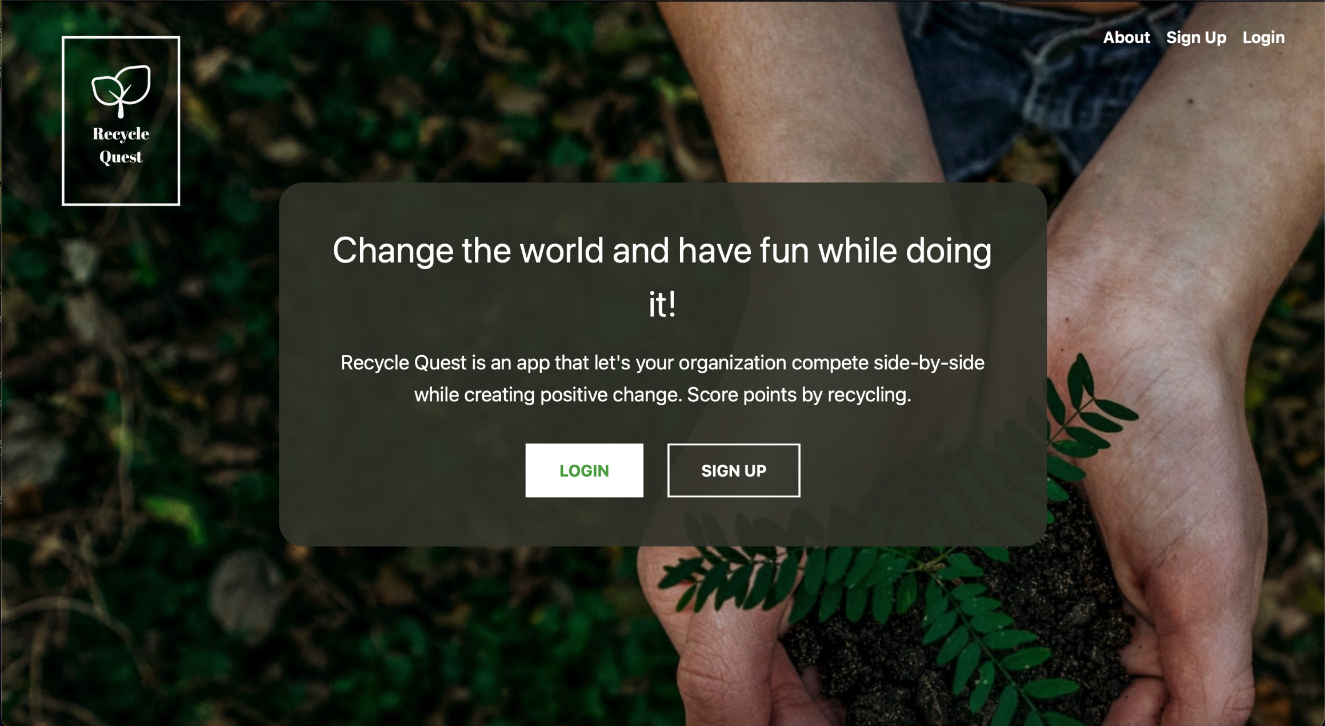 About Sign Up Login
Recycle
Quest
Change the world and have fun while doing
it!
Recycle Quest is an app that let's your organization compete side-by-side
while creating positive change. Score points by recycling.
LOGIN SIGN UP